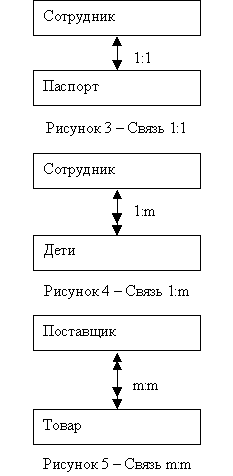 Сотрудник
1:1
Паспорт
Рисунок 3 – Связь 1:1
Сотрудник
1:m
Дети
Рисунок 4 – Связь 1:m
Поставщик
m:m
Товар
Рисунок 5 – Связь m:m